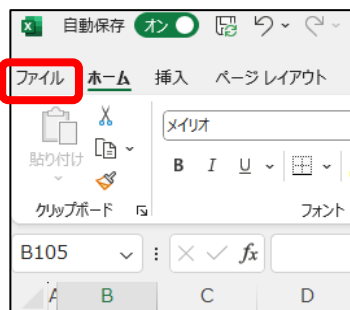 自動保存 オン
ファイル ホーム 挿入 ページ レイアウト
メイリオ
貼り付け
B I U
クリップボード フォント
B105 fx
A B C D